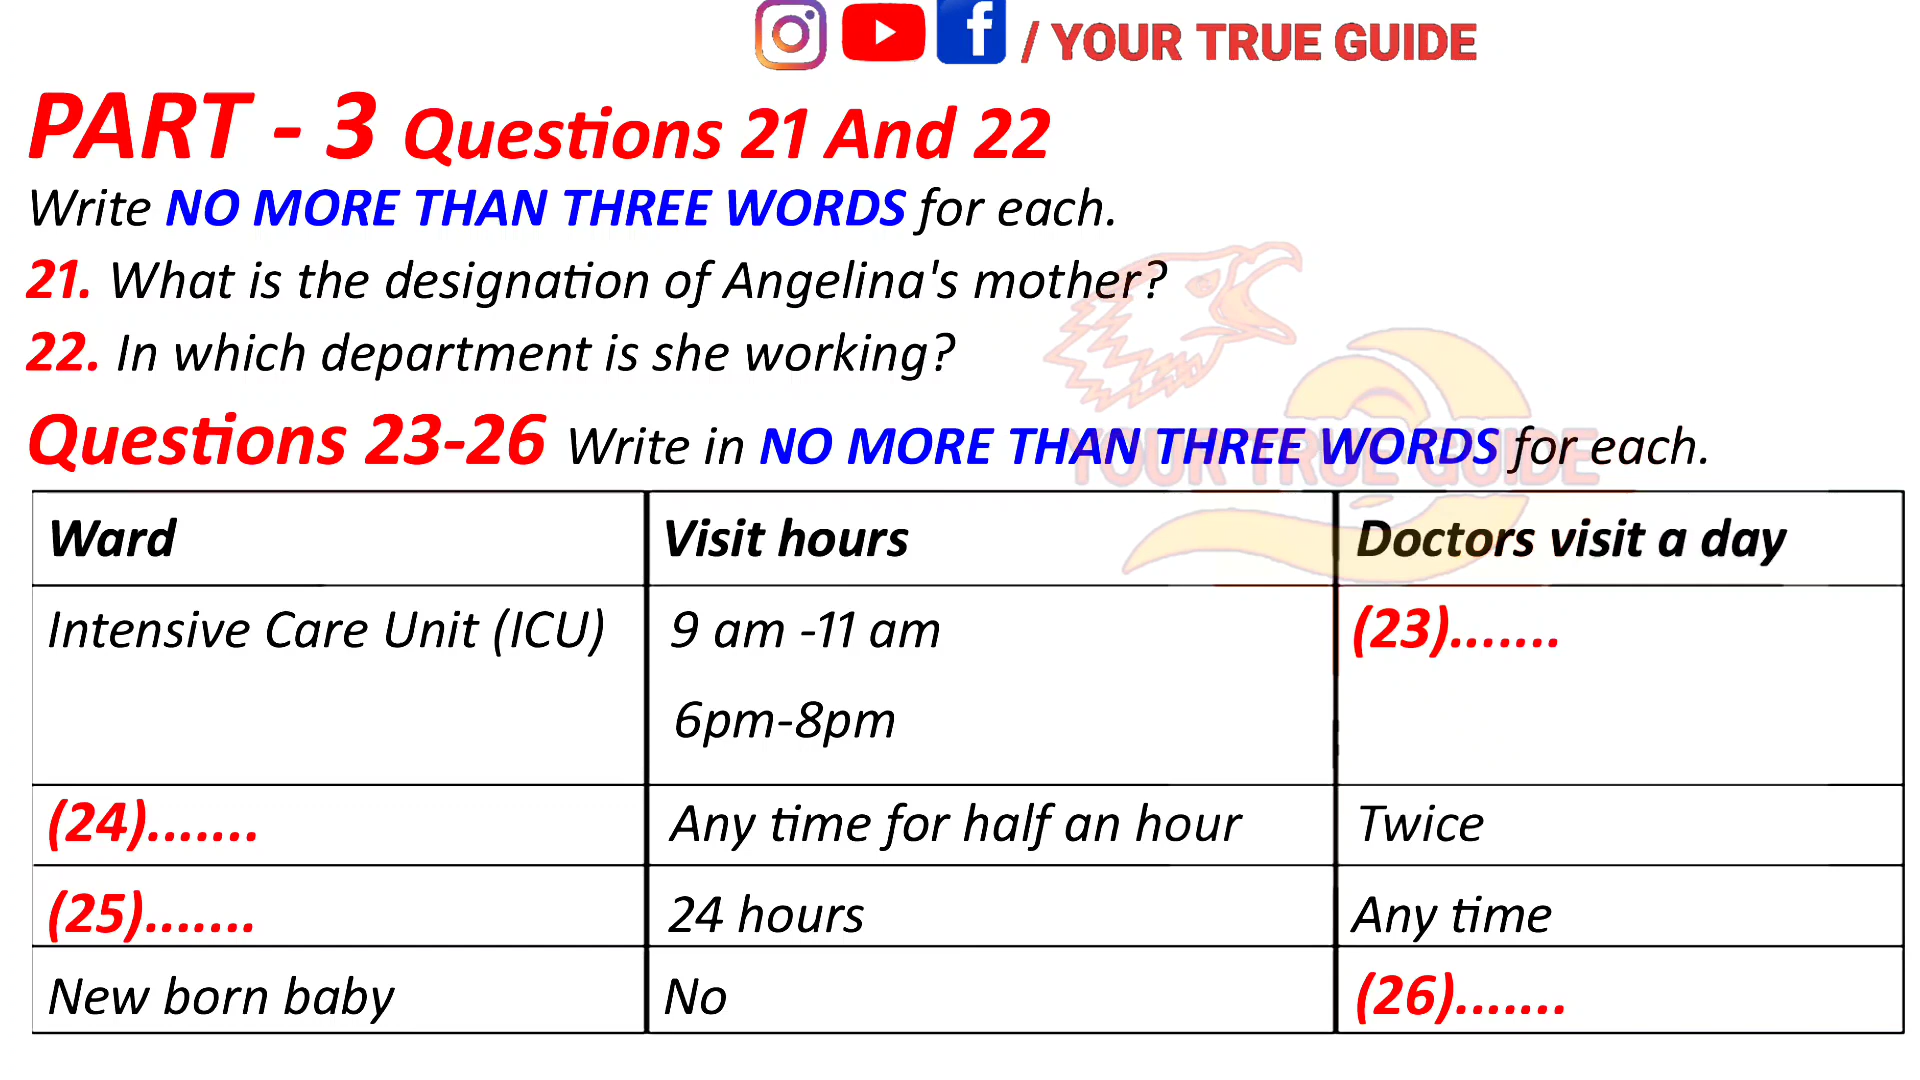 / YOUR TRUE GUIDE
PART - 3 Questions 21 And 22
Write NO MORE THAN THREE WORDS for each.
21. What is the designation of Angelina's mother?
22. In which department is she working?
Questions 23-26 Write in NO MORE THAN THREE WORDS for each.
YOUR TRUE GUIDE
Ward Visit hours Doctors visit a day
Intensive Care Unit (ICU) 9 am -11 am (23).......
6pm-8pm
(24)....... Any time for half an hour Twice
(25)....... 24 hours Any time
New born baby No (26).......